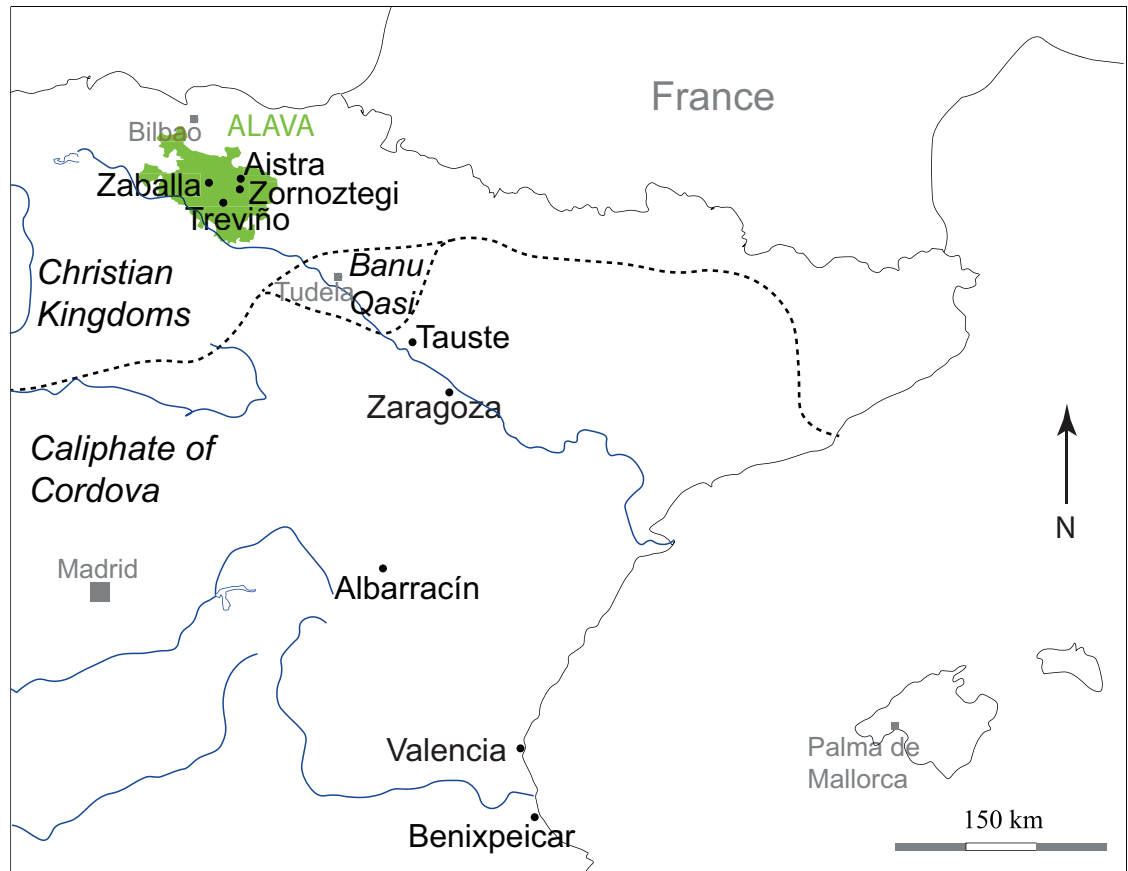 France
Bilbao
ALAVA
Aistra
Zaballa
Zornoztegi
Treviño
Christian
Kingdoms
Banu
Qasi
Tudela
Tauste
Zaragoza
Caliphate of
Cordova
N
Madrid
Albarracín
Valencia
Palma de
Mallorca
Benixpeicar
150 km